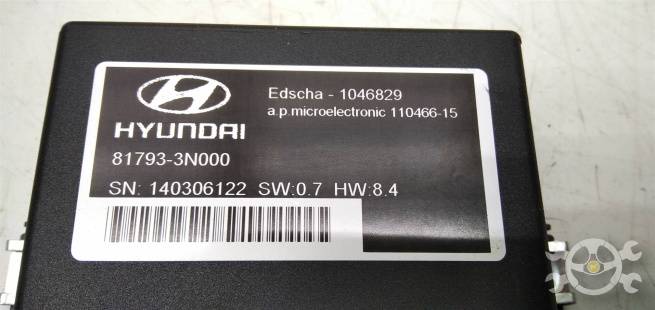 HYUNDAI
81793-3N000
Edscha - 1046829
a.p.microelectronic 110466-15
SN: 140306122 SW:0.7 HW:8.4